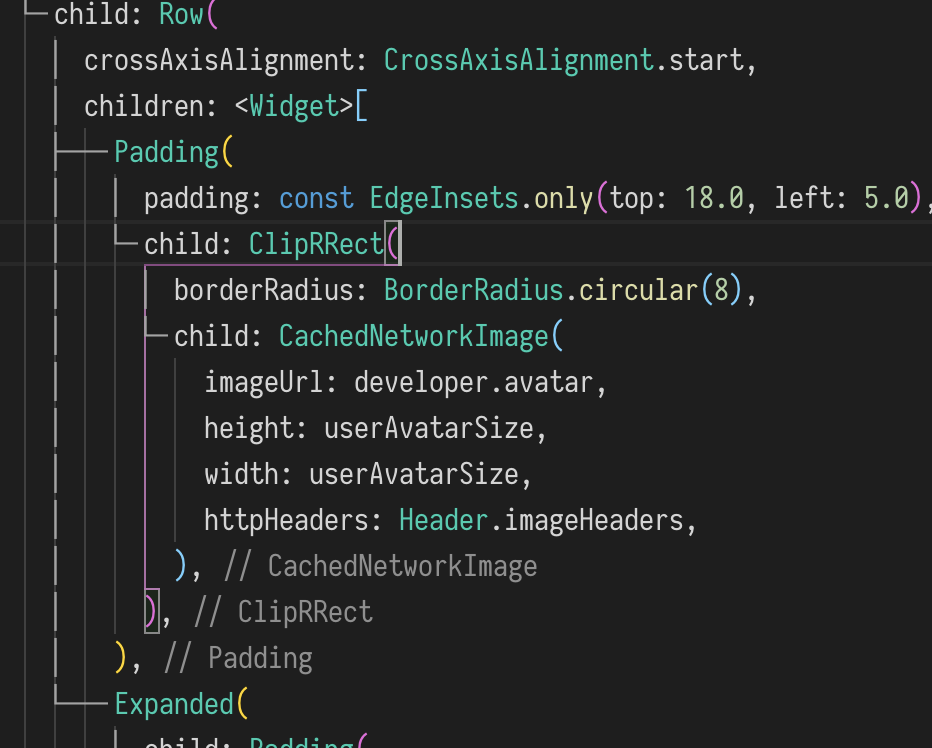 child: Row(
crossAxisAlignment: CrossAxisAlignment.start,
children: <Widget>[
Padding(
padding: const EdgeInsets.only(top: 18.0, left: 5.0),
child: ClipRRect(
borderRadius: BorderRadius.circular(8),
child: CachedNetworkImage(
imageUrl: developer.avatar,
height: userAvatarSize,
width: userAvatarSize,
httpHeaders: Header.imageHeaders,
), // CachedNetworkImage
), // ClipRRect
), // Padding
Expanded(
child: Padding(